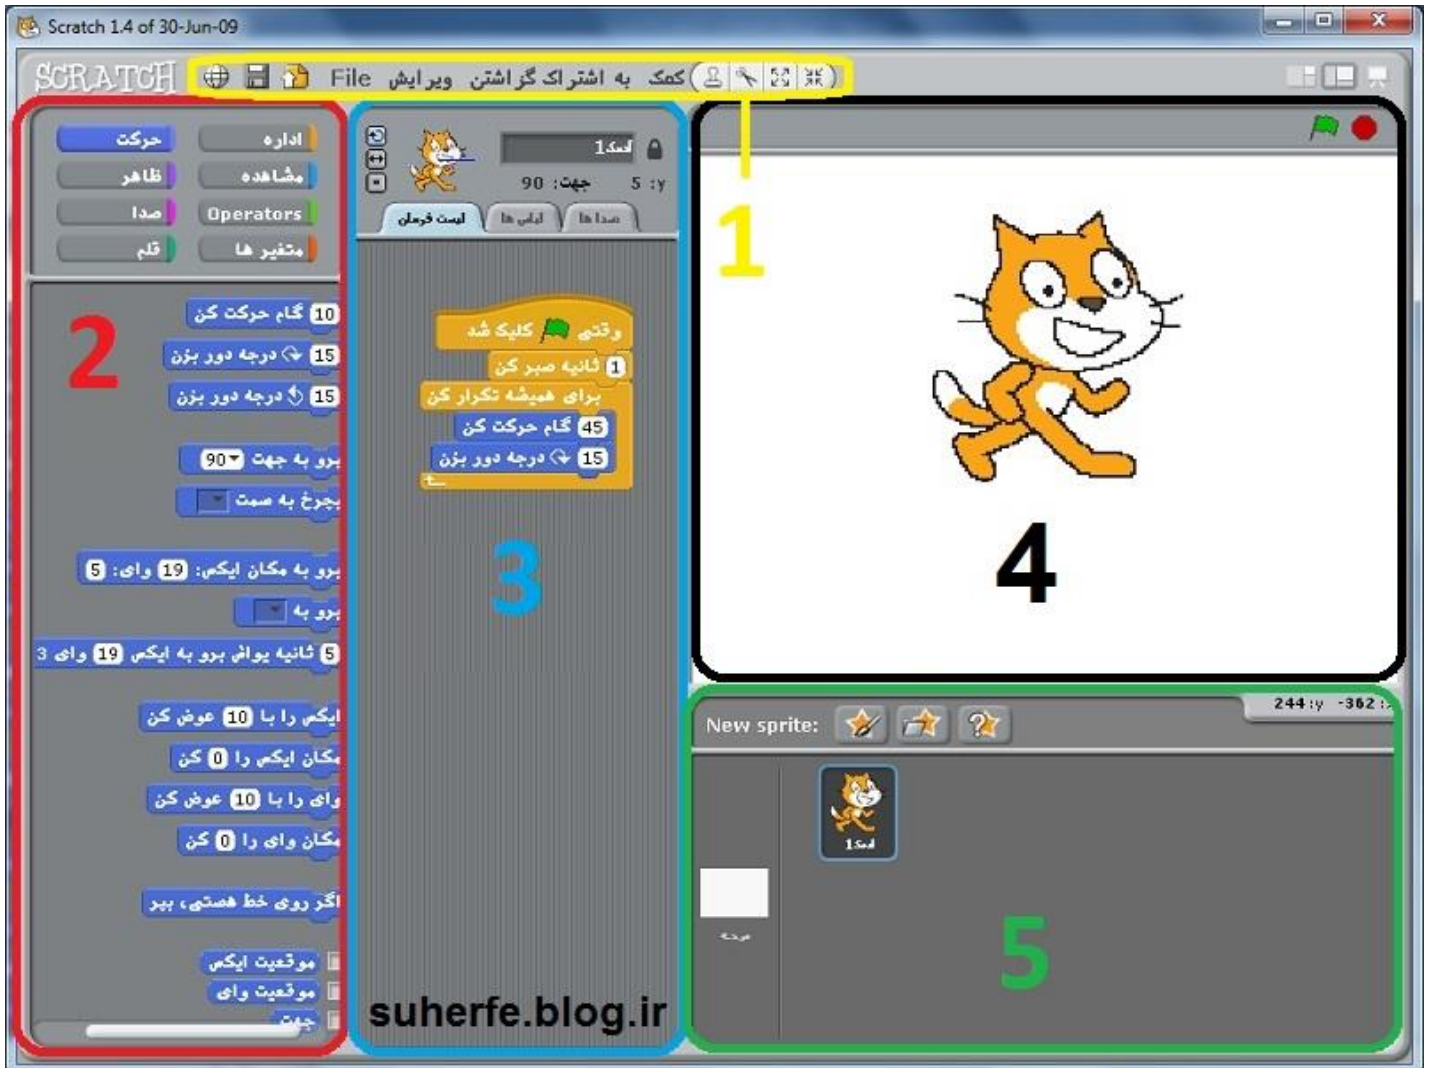 Scratch 1.4 of 30-Jun-09
SCRATCH
File ویرایش به اشتراک گزاشتن کمک
1
حرکت
اداره
ظاهر
مشاهده
صدا
Operators
قلم
متغیر ها
2
10 گام حرکت کن
15 درجه دور بزن
15 درجه دور بزن
برو به جهت 90
بچرخ به سمت
برو به مکان ایکس: 19 وای: 5
برو به
5 ثانیه یواش برو به ایکس 19 وای
ایکس را با 10 عوض کن
مکان ایکس را 0 کن
وای را با 10 عوض کن
مکان وای را 0 کن
اگر روی خط هستی، بپر
موقعیت ایکس
موقعیت وای
جهت
y: 5 جهت: 90
لیست فرمان
لباس ها
صدا ها
وقتی کلیک شد
1 ثانیه صبر کن
برای همیشه تکرار کن
45 گام حرکت کن
15 درجه دور بزن
3
suherfe.blog.ir
4
x: -362 y: 244
New sprite:
5